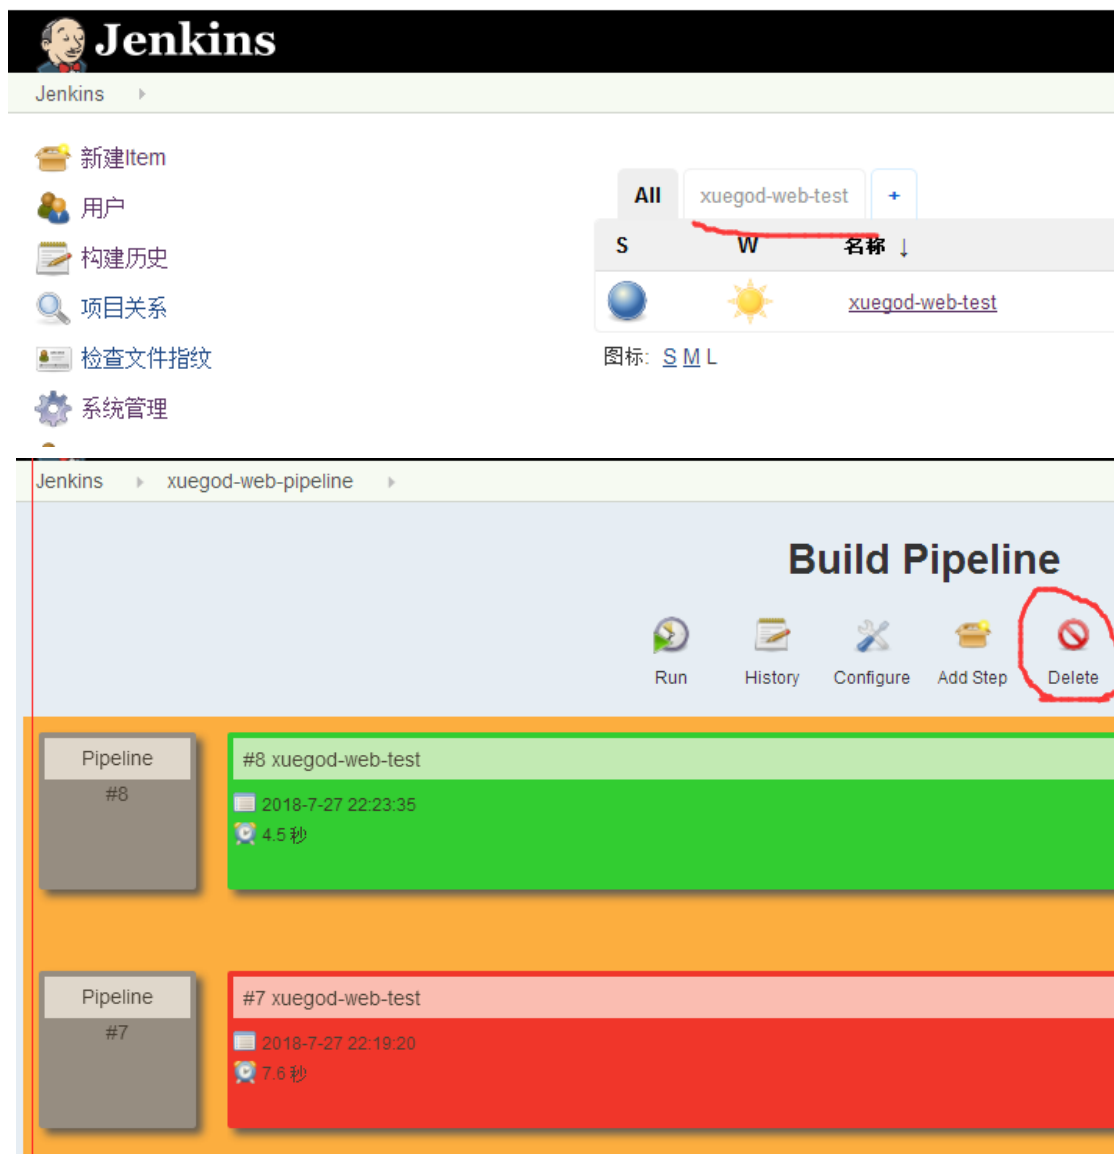 Jenkins
Jenkins
新建Item
用户
构建历史
项目关系
检查文件指纹
系统管理
All xuegod-web-test +
S W 名称 ↓
xuegod-web-test
图标: S M L
Jenkins xuegod-web-pipeline
Build Pipeline
Run History Configure Add Step Delete
Pipeline
#8
#8 xuegod-web-test
2018-7-27 22:23:35
4.5 秒
Pipeline
#7
#7 xuegod-web-test
2018-7-27 22:19:20
7.6 秒